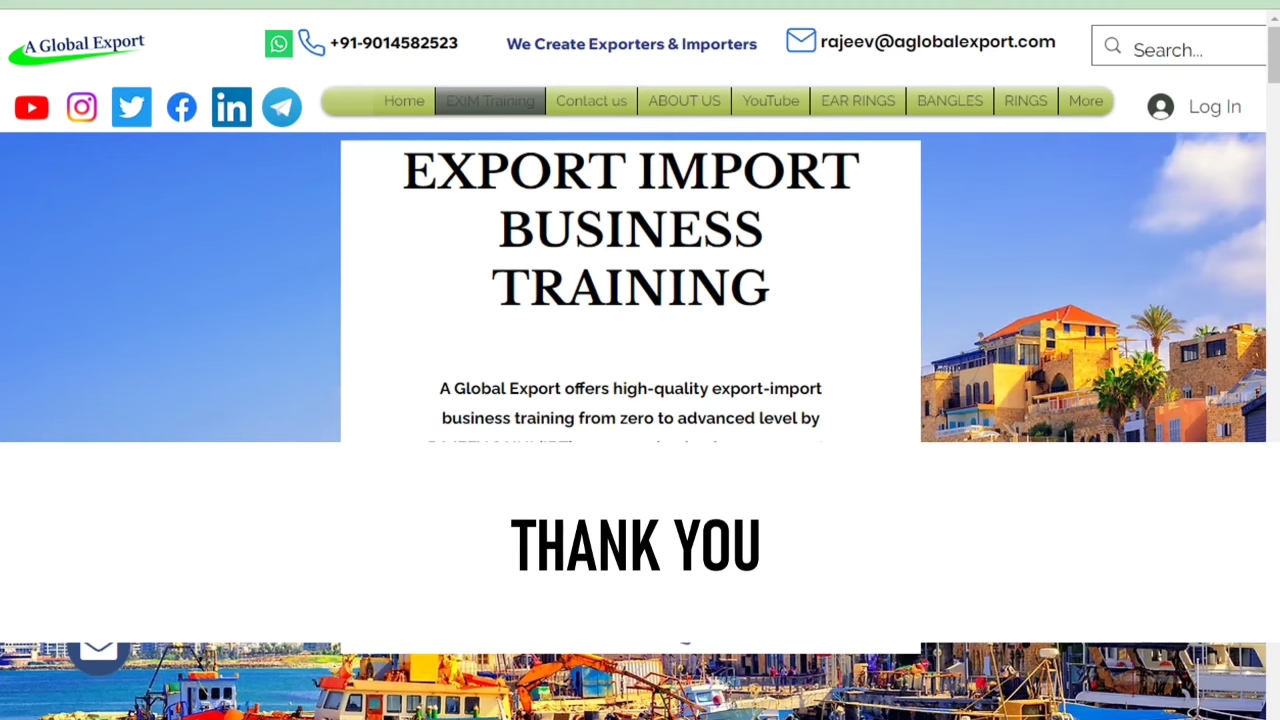 A Global Export
+91-9014582523
We Create Exporters & Importers
rajeev@aglobalexport.com
Search...
Home
EXIM Training
Contact us
ABOUT US
YouTube
EAR RINGS
BANGLES
RINGS
More
Log In
EXPORT IMPORT
BUSINESS
TRAINING
A Global Export offers high-quality export-import
business training from zero to advanced level by
THANK YOU